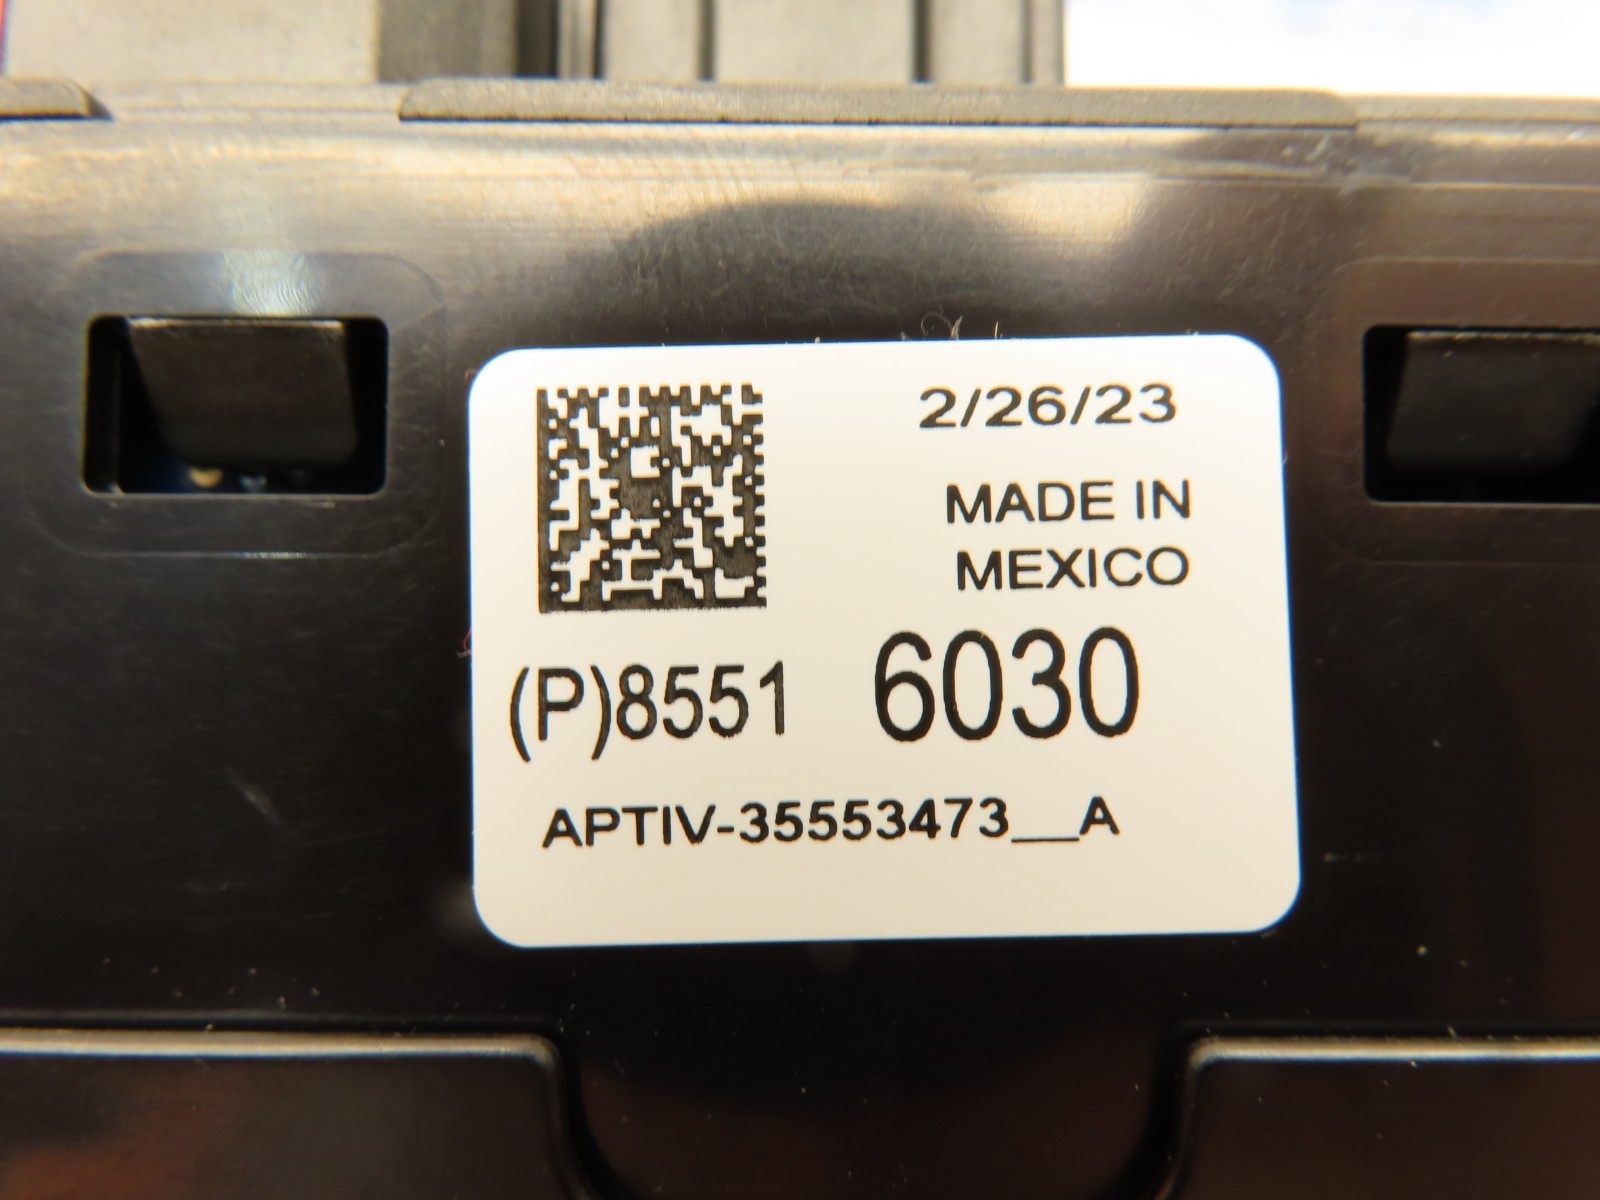 2/26/23
MADE IN
MEXICO
(P)8551 6030
APTIV-35553473__A